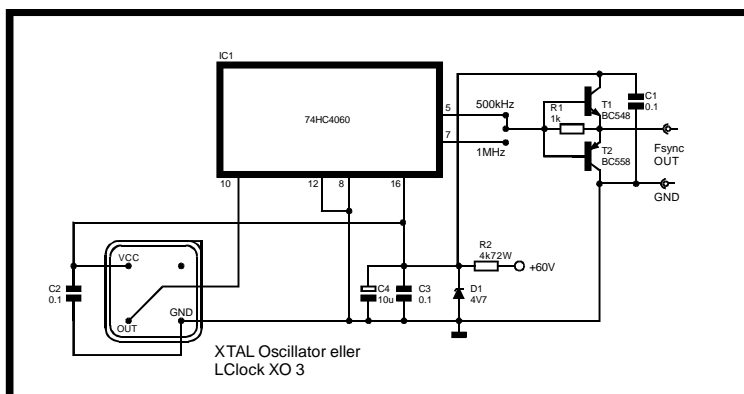 IC1
74HC4060
5
500kHz
7
1MHz
10
12
8
16
R1
1k
T1
BC548
C1
0.1
T2
BC558
Fsync
OUT
GND
VCC
C2
0.1
OUT
GND
C4
10u
C3
0.1
R2
4k72W
+60V
D1
4V7
XTAL Oscillator eller
LClock XO 3